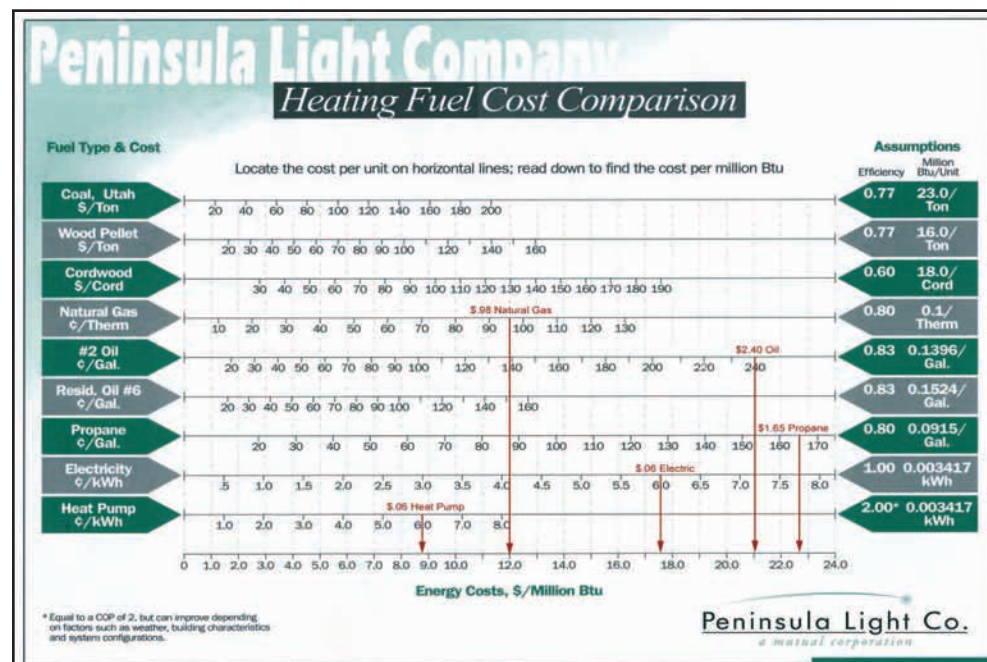 Peninsula Light Company
Heating Fuel Cost Comparison
Fuel Type & Cost
Locate the cost per unit on horizontal lines; read down to find the cost per million Btu
Assumptions
Efficiency Million Btu/Unit
Coal, Utah
$/Ton
20 40 60 80 100 120 140 160 180 200
0.77 23.0/
Ton
Wood Pellet
$/Ton
20 30 40 50 60 70 80 90 100 120 140 160
0.77 16.0/
Ton
Cordwood
$/Cord
30 40 50 60 70 80 90 100 110 120 130 140 150 160 170 180 190
0.60 18.0/
Cord
$.98 Natural Gas
Natural Gas
¢/Therm
10 20 30 40 50 60 70 80 90 100 110 120 130
0.80 0.1/
Therm
$2.40 Oil
#2 Oil
¢/Gal.
20 30 40 50 60 70 80 100 120 140 160 180 200 220 240
0.83 0.1396/
Gal.
Resid. Oil #6
¢/Gal.
20 30 40 50 60 70 80 90 100 120 140 160
0.83 0.1524/
Gal.
$1.65 Propane
Propane
¢/Gal.
20 30 40 50 60 70 80 90 100 110 120 130 140 150 160 170
0.80 0.0915/
Gal.
$.06 Electric
Electricity
¢/kWh
.5 1.0 1.5 2.0 2.5 3.0 3.5 4.0 4.5 5.0 5.5 6.0 6.5 7.0 7.5 8.0
1.00 0.003417
kWh
$.06 Heat Pump
Heat Pump
¢/kWh
1.0 2.0 3.0 4.0 5.0 6.0 7.0 8.0
2.00* 0.003417
kWh
0 1.0 2.0 3.0 4.0 5.0 6.0 7.0 8.0 9.0 10.0 12.0 14.0 16.0 18.0 20.0 22.0 24.0
Energy Costs, $/Million Btu
* Equal to a COP of 2, but can improve depending
on factors such as weather, building characteristics
and system configurations.
Peninsula Light Co.
a mutual corporation